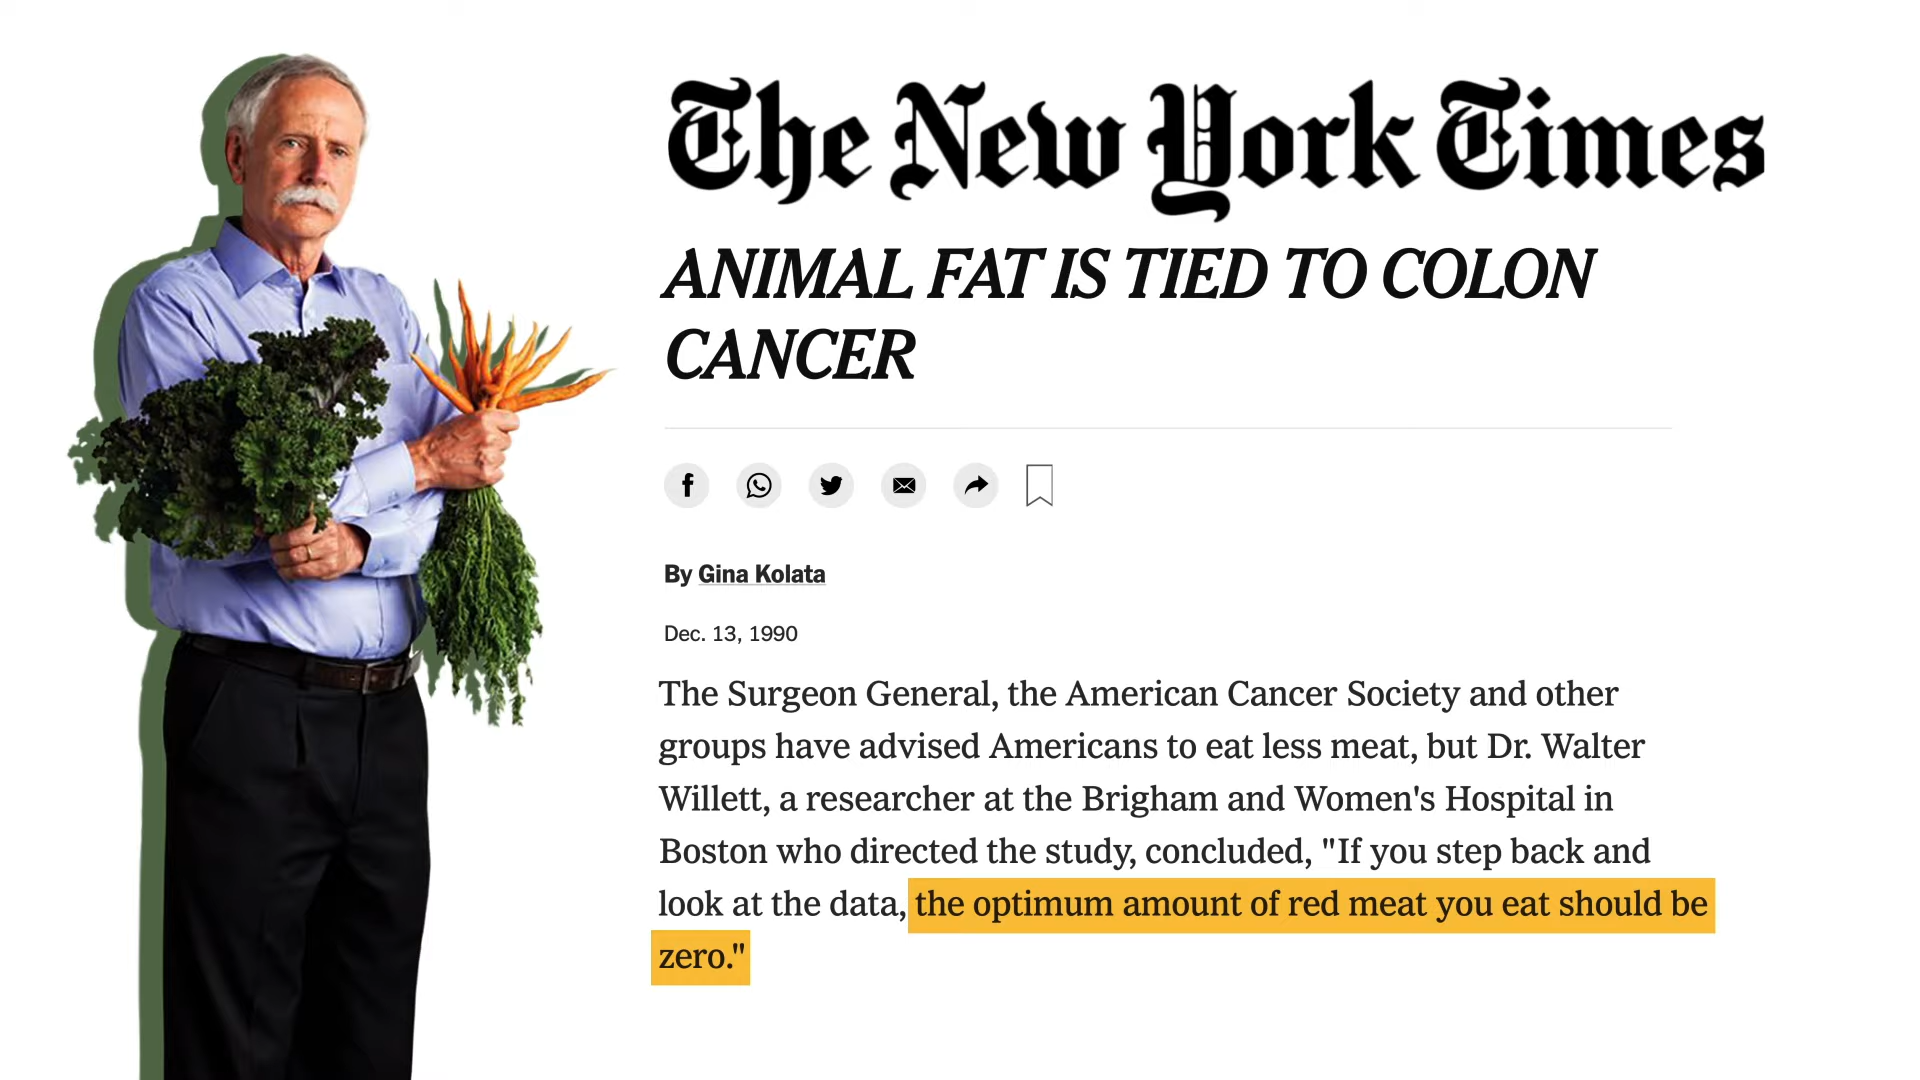 The New York Times
ANIMAL FAT IS TIED TO COLON
CANCER
By Gina Kolata
Dec. 13, 1990
The Surgeon General, the American Cancer Society and other
groups have advised Americans to eat less meat, but Dr. Walter
Willett, a researcher at the Brigham and Women's Hospital in
Boston who directed the study, concluded, "If you step back and
look at the data, the optimum amount of red meat you eat should be
zero."